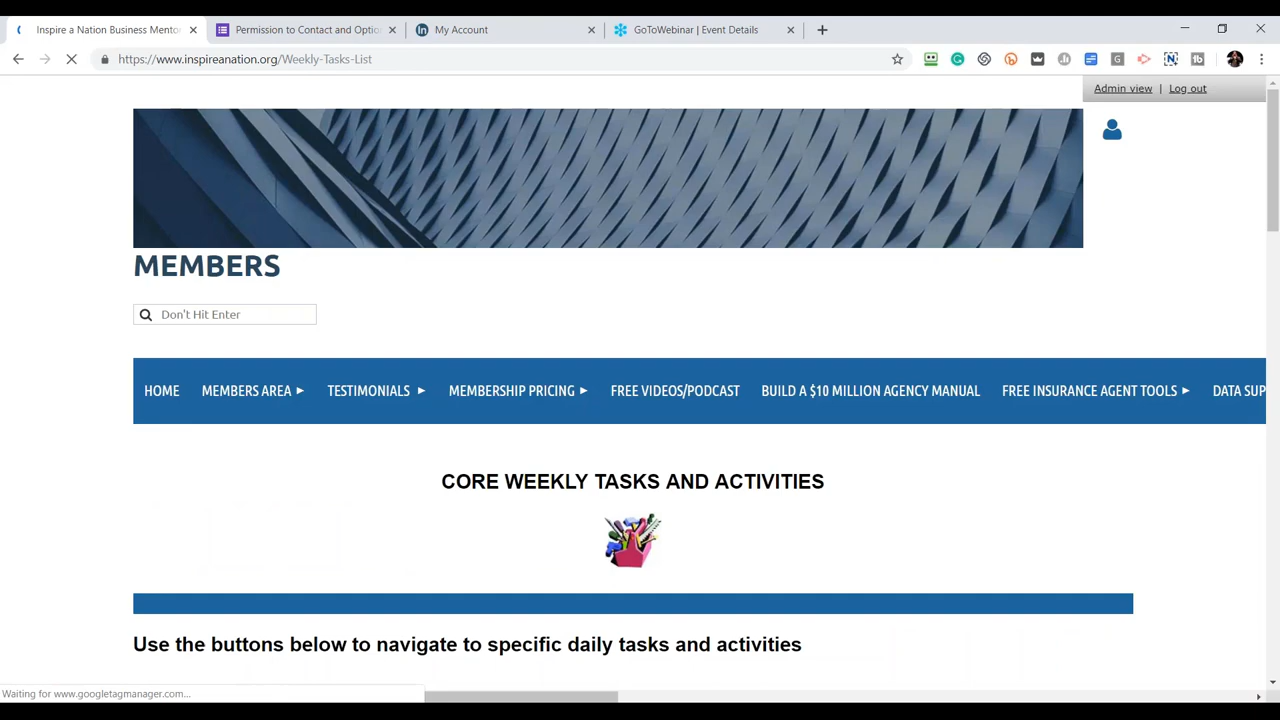 Inspire a Nation Business Mento
Permission to Contact and Optio
in My Account
GoToWebinar | Event Details
https://www.inspireanation.org/Weekly-Tasks-List
Admin view | Log out
MEMBERS
Don't Hit Enter
HOME MEMBERS AREA TESTIMONIALS MEMBERSHIP PRICING FREE VIDEOS/PODCAST BUILD A $10 MILLION AGENCY MANUAL FREE INSURANCE AGENT TOOLS DATA SUP
CORE WEEKLY TASKS AND ACTIVITIES
Use the buttons below to navigate to specific daily tasks and activities
Waiting for www.googletagmanager.com...